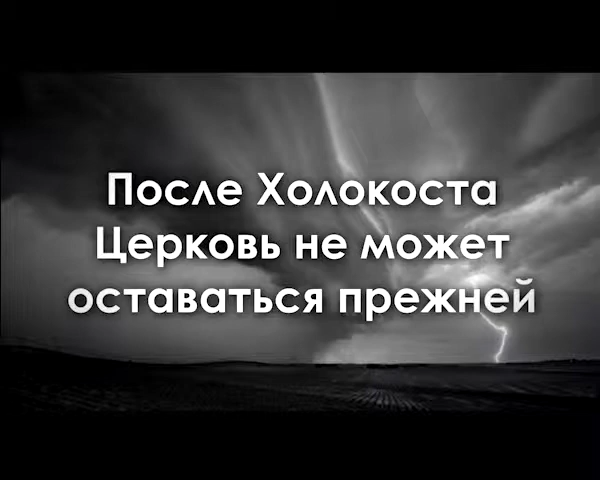 После Холокоста
Церковь не может
оставаться прежней